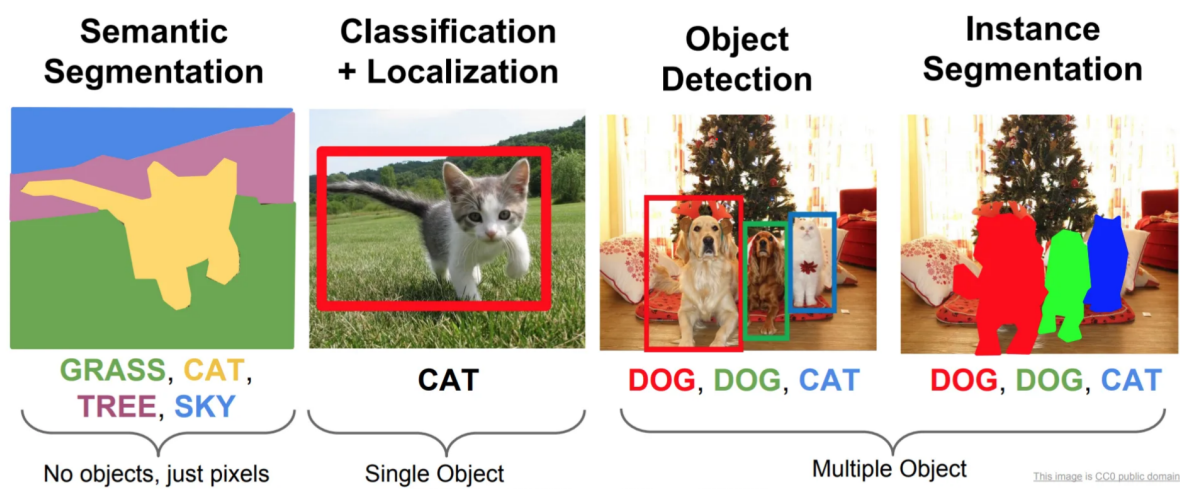 Semantic
Segmentation
Classification
+ Localization
Object
Detection
Instance
Segmentation
GRASS, CAT,
TREE, SKY
CAT
DOG, DOG, CAT
DOG, DOG, CAT
No objects, just pixels
Single Object
Multiple Object
This image is CC0 public domain